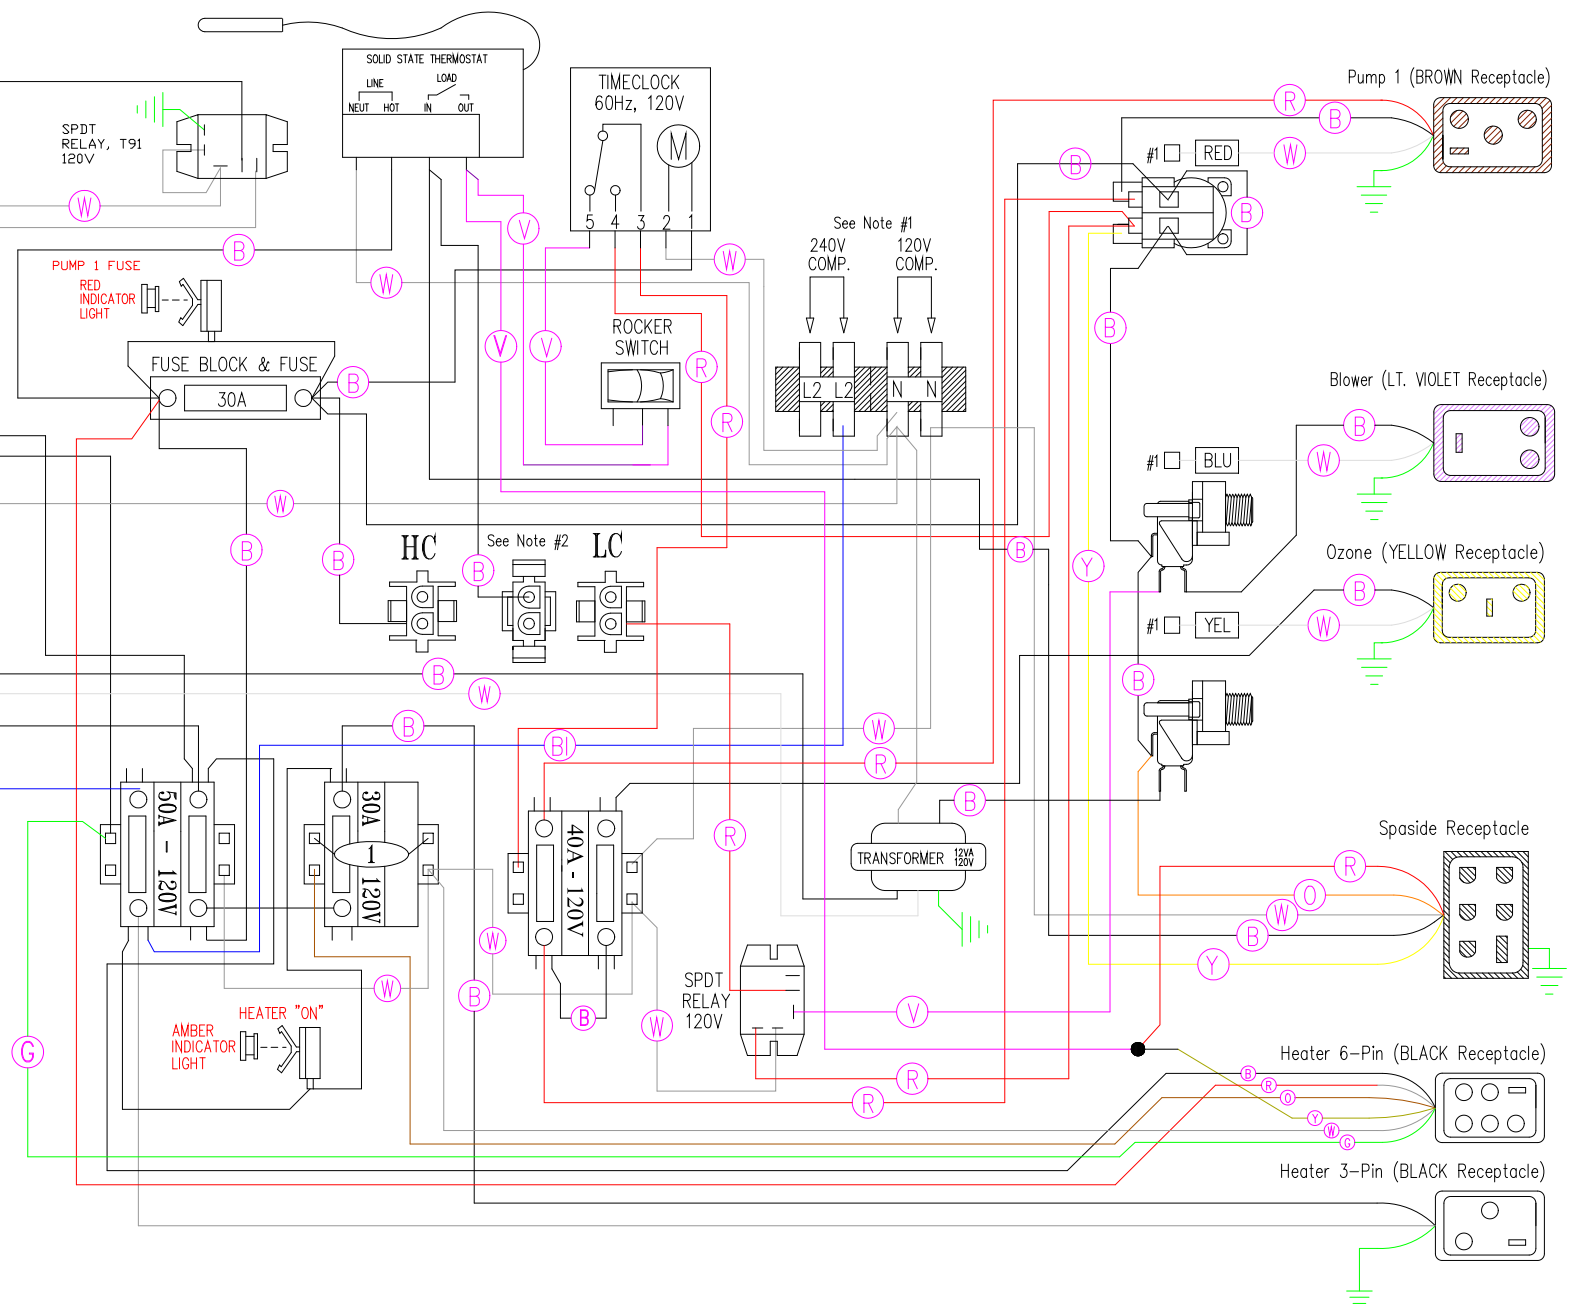 SOLID STATE THERMOSTAT
LINE
LOAD
NEUT
HOT
IN
OUT
TIMECLOCK
60Hz, 120V
M
5
4
3
2
1
Pump 1 (BROWN Receptacle)
R
B
#1
RED
W
B
B
SPDT
RELAY, T91
120V
W
B
V
W
W
See Note #1
240V
COMP.
120V
COMP.
PUMP 1 FUSE
RED
INDICATOR
LIGHT
FUSE BLOCK & FUSE
30A
B
ROCKER
SWITCH
V
V
R
R
L2
L2
N
N
B
Blower (LT. VIOLET Receptacle)
B
#1
BLU
W
W
B
B
HC
See Note #2
LC
B
B
Y
Ozone (YELLOW Receptacle)
B
#1
YEL
W
B
W
B
B
Bl
W
R
B
50A - 120V
30A
1
120V
40A - 120V
R
TRANSFORMER
12VA
120V
Spaside Receptacle
R
O
W
B
Y
W
W
B
B
W
SPDT
RELAY
120V
V
R
R
HEATER "ON"
AMBER
INDICATOR
LIGHT
G
Heater 6-Pin (BLACK Receptacle)
B
R
O
Y
W
G
Heater 3-Pin (BLACK Receptacle)